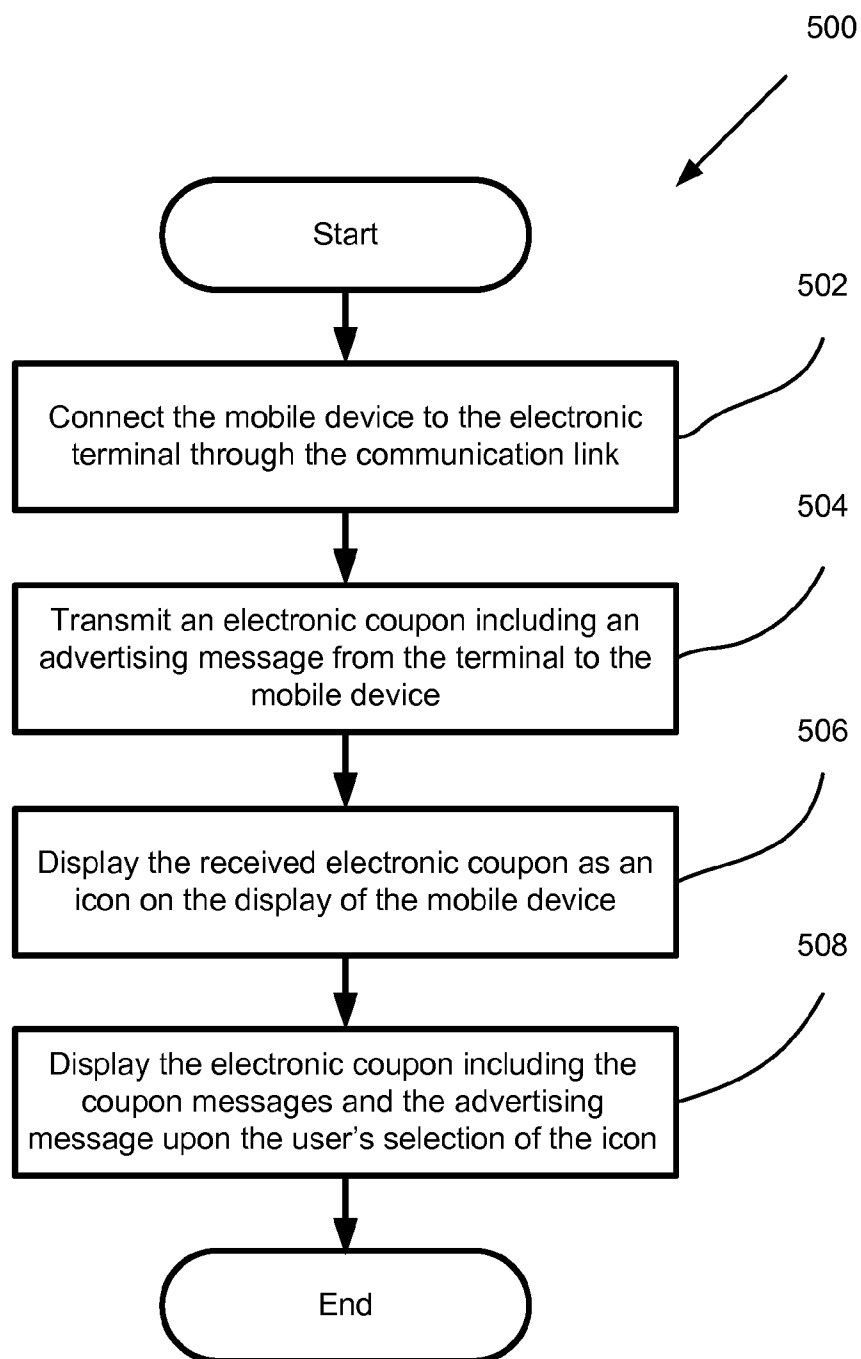 500
Start
502
Connect the mobile device to the electronic
terminal through the communication link
504
Transmit an electronic coupon including an
advertising message from the terminal to the
mobile device
506
Display the received electronic coupon as an
icon on the display of the mobile device
508
Display the electronic coupon including the
coupon messages and the advertising
message upon the user's selection of the icon
End